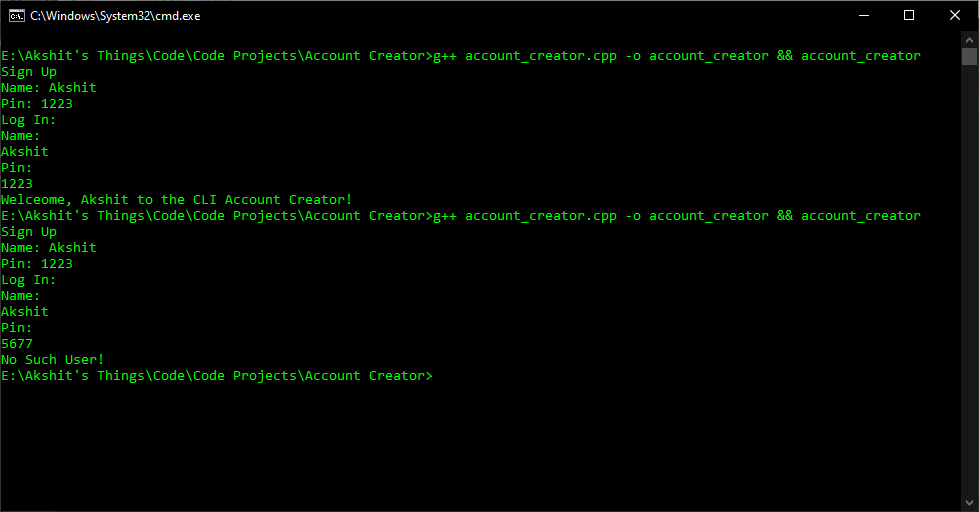 C:\Windows\System32\cmd.exe
E:\Akshit's Things\Code\Code Projects\Account Creator>g++ account_creator.cpp -o account_creator && account_creator
Sign Up
Name: Akshit
Pin: 1223
Log In:
Name:
Akshit
Pin:
1223
Welceome, Akshit to the CLI Account Creator!
E:\Akshit's Things\Code\Code Projects\Account Creator>g++ account_creator.cpp -o account_creator && account_creator
Sign Up
Name: Akshit
Pin: 1223
Log In:
Name:
Akshit
Pin:
5677
No Such User!
E:\Akshit's Things\Code\Code Projects\Account Creator>